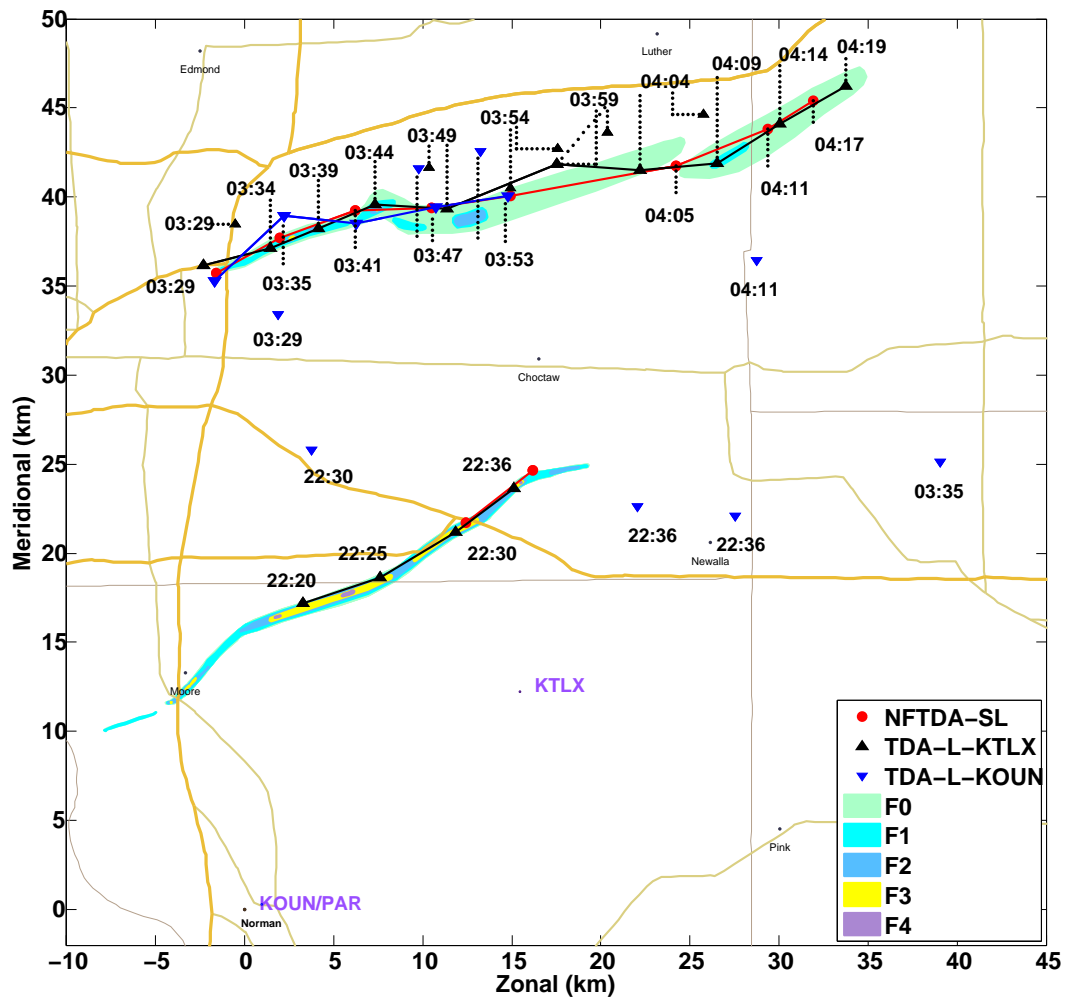 50
45
40
35
30
25
20
15
10
5
0
Meridional (km)
Luther
Edmond
04:19
04:14
04:09
04:04
03:59
03:54
03:49
03:44
03:39
03:34
03:29
04:17
04:11
04:05
03:53
03:47
03:41
03:35
03:29
03:29
04:11
Choctaw
22:36
22:30
03:35
22:36
22:36
Newalla
22:30
22:25
22:20
Moore
KTLX
Pink
KOUN/PAR
Norman
NFTDA−SL
TDA−L−KTLX
TDA−L−KOUN
F0
F1
F2
F3
F4
−10 −5 0 5 10 15 20 25 30 35 40 45
Zonal (km)